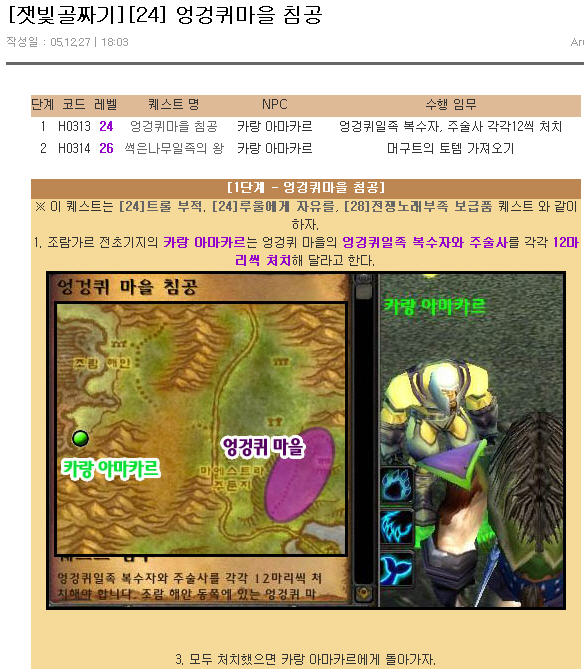 [잿빛골짜기][24] 엉겅퀴마을 침공
작성일 : 05,12,27 | 18:03
단계 코드 레벨 퀘스트 명 NPC 수행 임무
1 H0313 24 엉겅퀴마을 침공 카랑 아마카르 엉겅퀴일족 복수자, 주술사 각각12씩 처치
2 H0314 26 썩은나무일족의 왕 카랑 아마카르 머구트의 토템 가져오기
[1단계 - 엉겅퀴마을 침공]
※ 이 퀘스트는 [24]트롤 부적, [24]루울에게 자유를, [28]전쟁노래부족 보급품 퀘스트 와 같이
하자.
1. 조람가르 전초기지의 카랑 아마카르는 엉겅퀴 마을의 엉겅퀴일족 복수자와 주술사를 각각 12마
리씩 처치해 달라고 한다.
엉겅퀴 마을 침공
카랑 아마카르
조람 해안
엉겅퀴 마을
카랑 아마카르
마에스트라
주둔지
엉겅퀴일족 복수자와 주술사를 각각 12마리씩 처
치해야 합니다. 조람 해안 동쪽에 있는 엉겅퀴 마
3. 모두 처치했으면 카랑 아마카르에게 돌아가자.